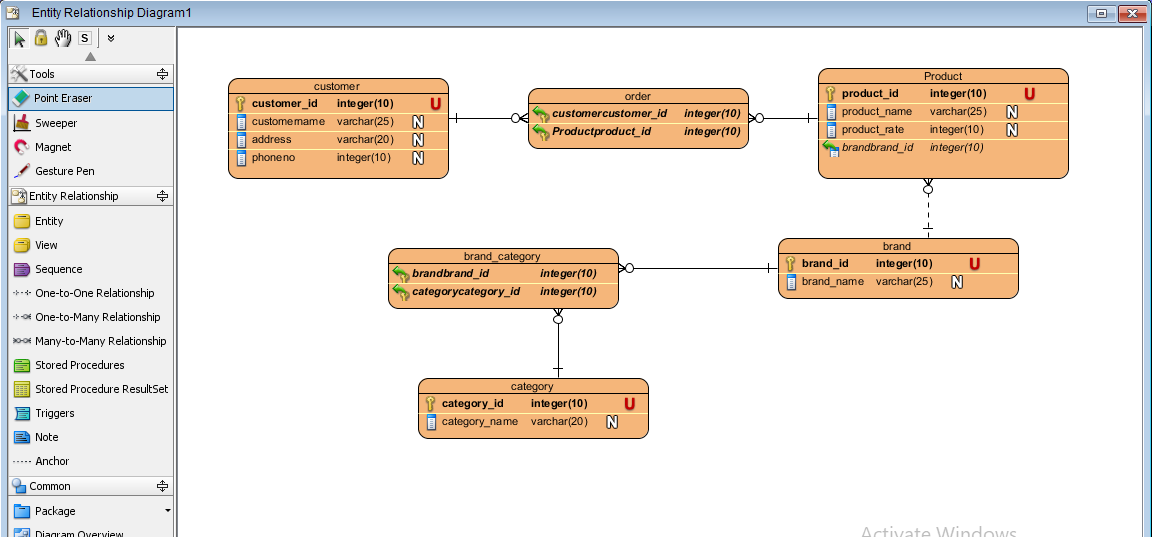 Entity Relationship Diagram1
S
Tools
Point Eraser
Sweeper
Magnet
Gesture Pen
Entity Relationship
Entity
View
Sequence
One-to-One Relationship
One-to-Many Relationship
Many-to-Many Relationship
Stored Procedures
Stored Procedure ResultSet
Triggers
Note
Anchor
Common
Package
Diagram Overview
customer
customer_id integer(10) U
customername varchar(25) N
address varchar(20) N
phoneno integer(10) N
order
customercustomer_id integer(10)
Productproduct_id integer(10)
Product
product_id integer(10) U
product_name varchar(25) N
product_rate integer(10) N
brandbrand_id integer(10)
brand_category
brandbrand_id integer(10)
categorycategory_id integer(10)
brand
brand_id integer(10) U
brand_name varchar(25) N
category
category_id integer(10) U
category_name varchar(20) N
Activate Windows